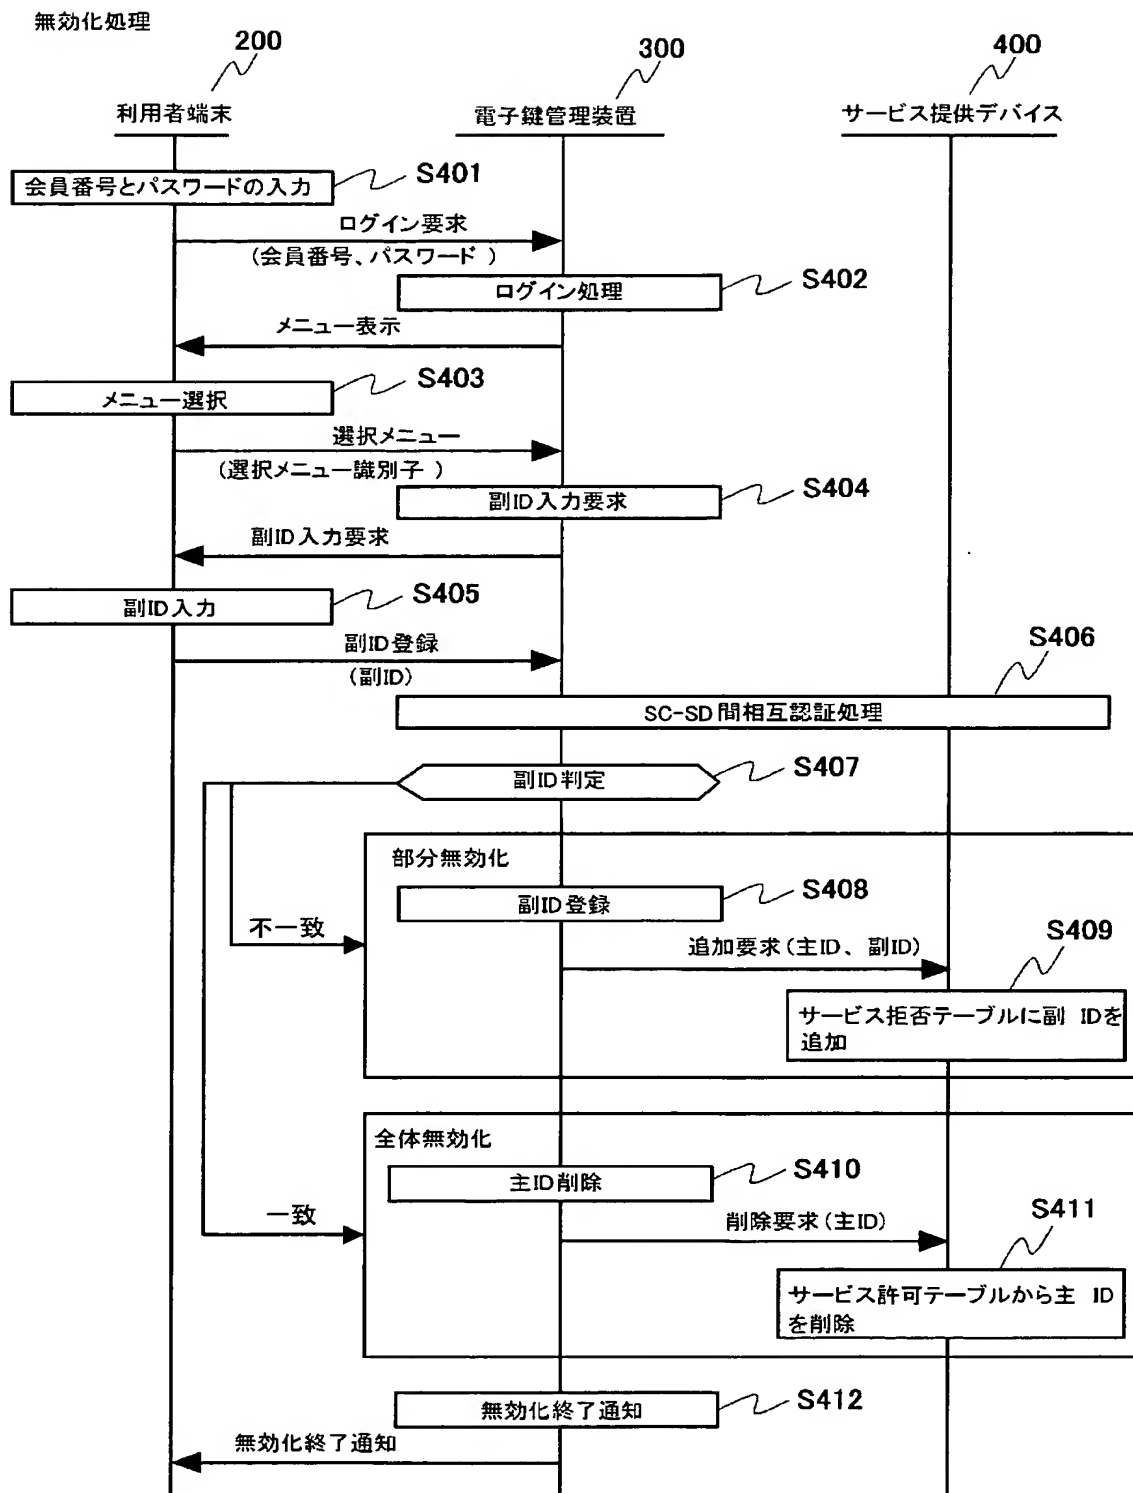 無効化処理
200
300
400
利用者端末
電子鍵管理装置
サービス提供デバイス
会員番号とパスワードの入力
S401
ログイン要求
(会員番号、パスワード )
ログイン処理
S402
メニュー表示
メニュー選択
S403
選択メニュー
(選択メニュー識別子 )
副ID入力要求
S404
副ID入力要求
副ID入力
S405
副ID登録
(副ID)
S406
SC-SD間相互認証処理
副ID判定
S407
部分無効化
副ID登録
S408
不一致
追加要求(主ID、副ID)
S409
サービス拒否テーブルに副 IDを
追加
全体無効化
主ID削除
S410
一致
削除要求(主ID)
S411
サービス許可テーブルから主 ID
を削除
無効化終了通知
S412
無効化終了通知